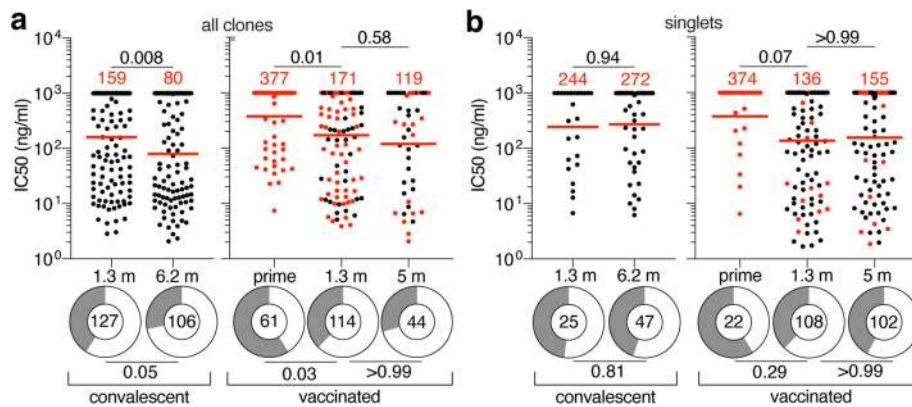 a
all clones
b
singlets
IC50 (ng/ml)
10⁴
10³
10²
10¹
10⁰
0.008
159
80
0.01
0.58
377
171
119
1.3 m
6.2 m
prime
1.3 m
5 m
127
106
61
114
44
0.05
0.03
>0.99
convalescent
vaccinated
IC50 (ng/ml)
10⁴
10³
10²
10¹
10⁰
0.94
244
272
0.07
>0.99
374
136
155
1.3 m
6.2 m
prime
1.3 m
5 m
25
47
22
108
102
0.81
0.29
>0.99
convalescent
vaccinated